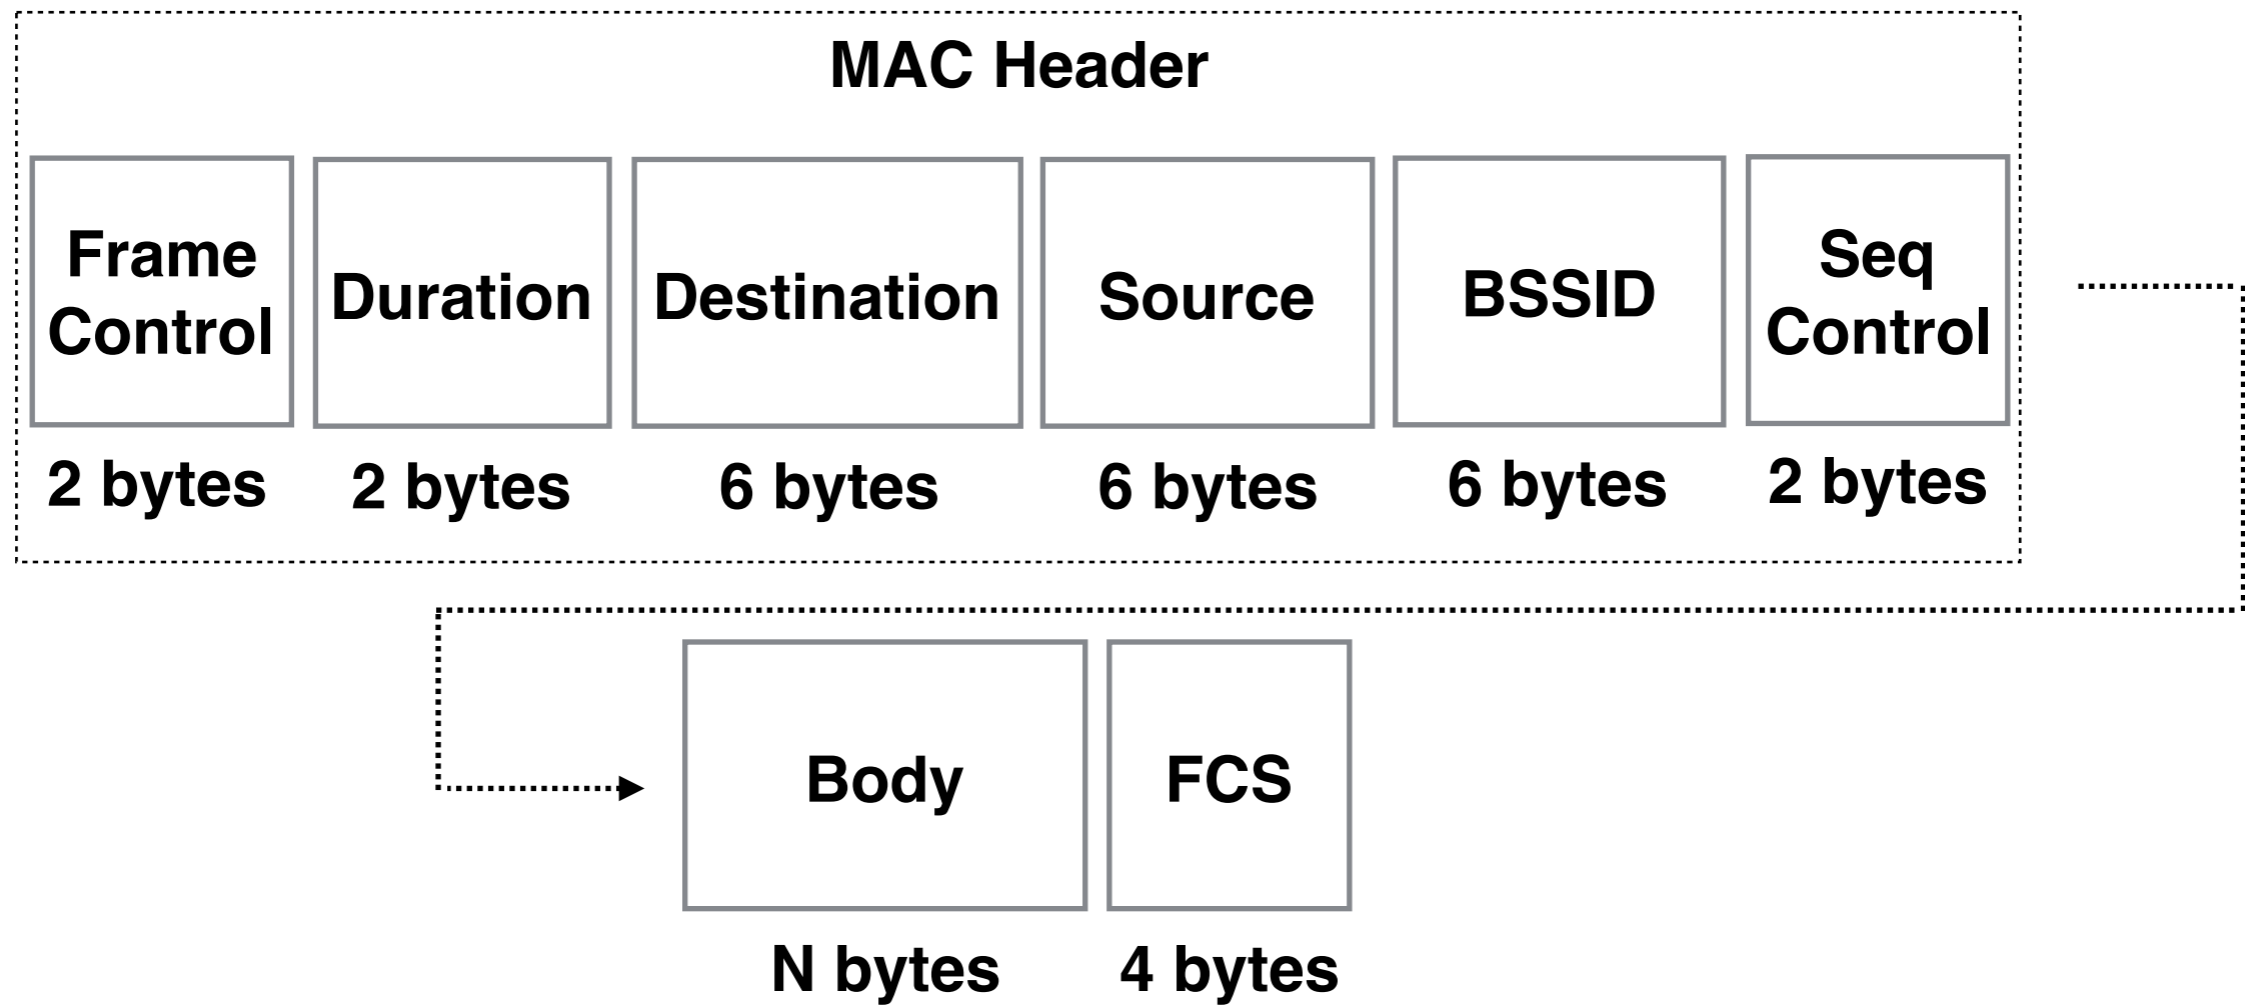 MAC Header
Frame
Control
Duration
Destination
Source
BSSID
Seq
Control
2 bytes
2 bytes
6 bytes
6 bytes
6 bytes
2 bytes
Body
FCS
N bytes
4 bytes